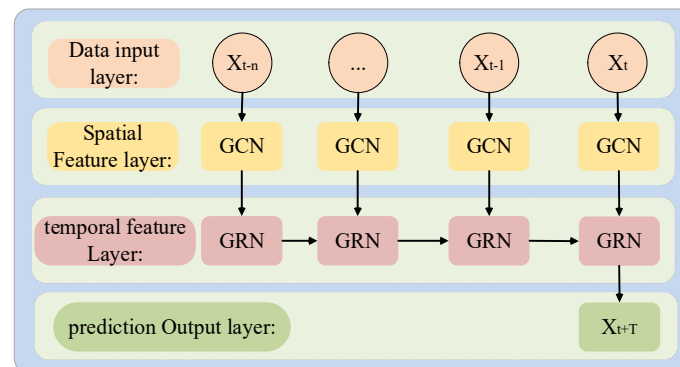 Data input
layer:
Xt-n
...
Xt-1
Xt
Spatial
Feature layer:
GCN
GCN
GCN
GCN
temporal feature
Layer:
GRN
GRN
GRN
GRN
prediction Output layer:
Xt+T